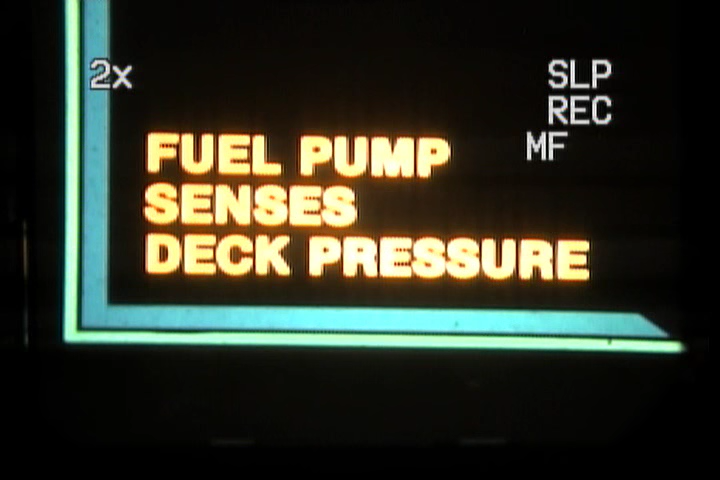 2x
SLP
REC
MF
FUEL PUMP
SENSES
DECK PRESSURE